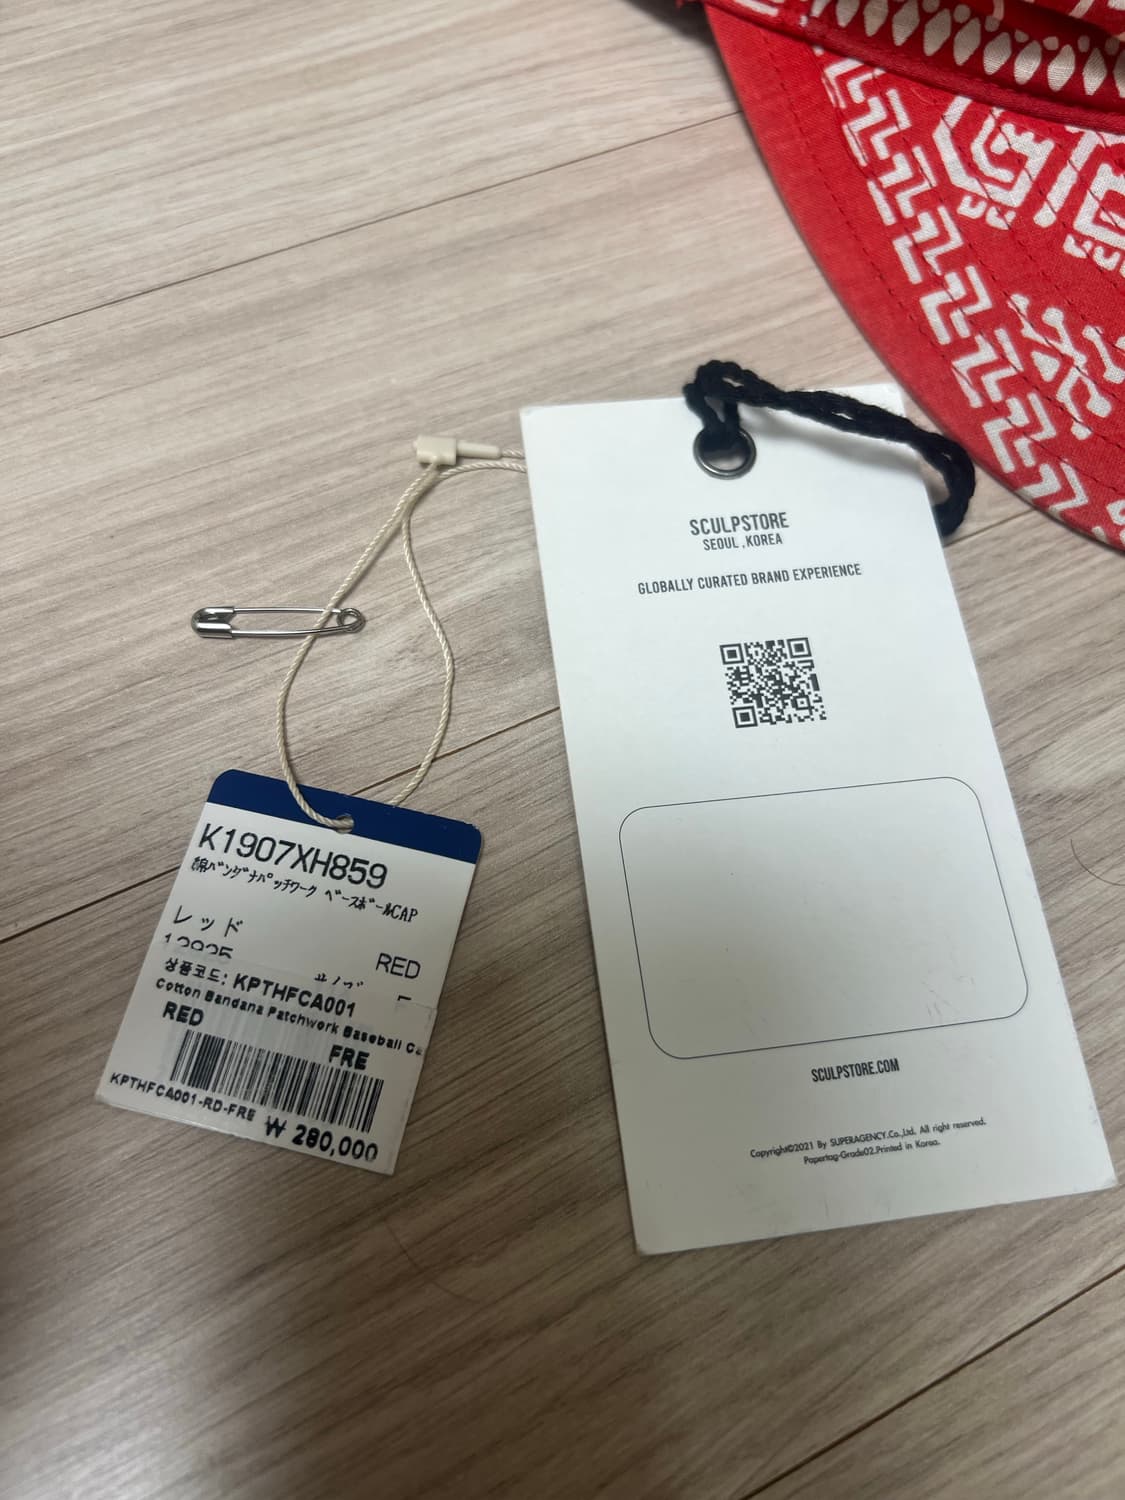 K1907XH859
綿バンダナパッチワーク ベースボールCAP
レッド
RED
상품코드: KPTHFCA001
Cotton Bandana Patchwork Baseball Ca
RED
FRE
KPTHFCA001-RD-FRE
₩ 280,000
SCULPSTORE
SEOUL ,KOREA
GLOBALLY CURATED BRAND EXPERIENCE
SCULPSTORE.COM
Copyright©2021 By SUPERAGENCY.Co.,Ltd. All right reserved.
Papertag-Grade02.Printed in Korea.